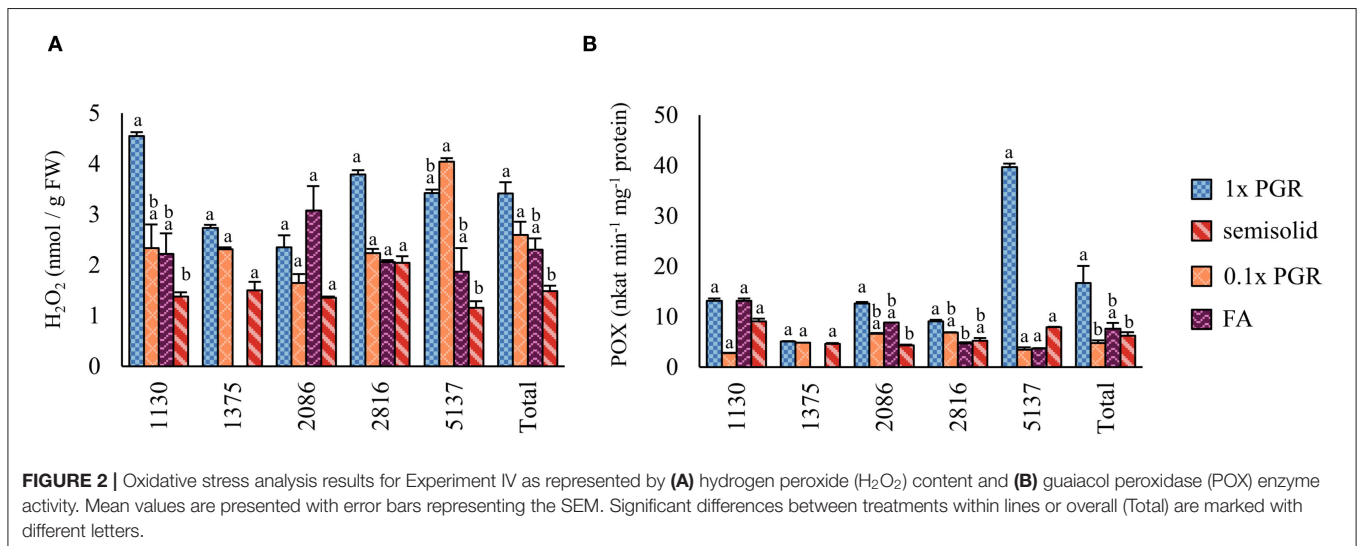 A
B
H₂O₂ (nmol / g FW)
5
4
3
2
1
0
a
b a
b a
b
a
a
a
a
a
a
a
a
a
a
a
b a
a
b a
b
a
b a
b a
b
1130
1375
2086
2816
5137
Total
POX (nkat min⁻¹ mg⁻¹ protein)
50
40
30
20
10
0
a
a
a
a
a
a
a
a
b a
b a
b
a
b a
b
b a
a
a
a
a
a
b
b a
b
1130
1375
2086
2816
5137
Total
1x PGR
semisolid
0.1x PGR
FA
FIGURE 2 | Oxidative stress analysis results for Experiment IV as represented by (A) hydrogen peroxide (H₂O₂) content and (B) guaiacol peroxidase (POX) enzyme
activity. Mean values are presented with error bars representing the SEM. Significant differences between treatments within lines or overall (Total) are marked with
different letters.